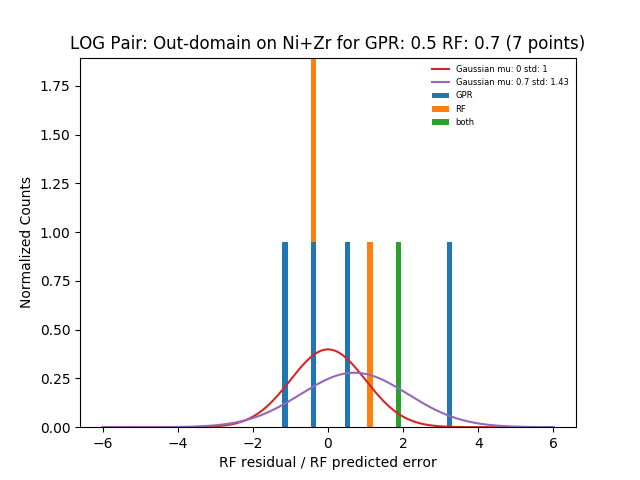 LOG Pair: Out-domain on Ni+Zr for GPR: 0.5 RF: 0.7 (7 points)
Gaussian mu: 0 std: 1
Gaussian mu: 0.7 std: 1.43
GPR
RF
both
Normalized Counts
1.75
1.50
1.25
1.00
0.75
0.50
0.25
0.00
−6 −4 −2 0 2 4 6
RF residual / RF predicted error